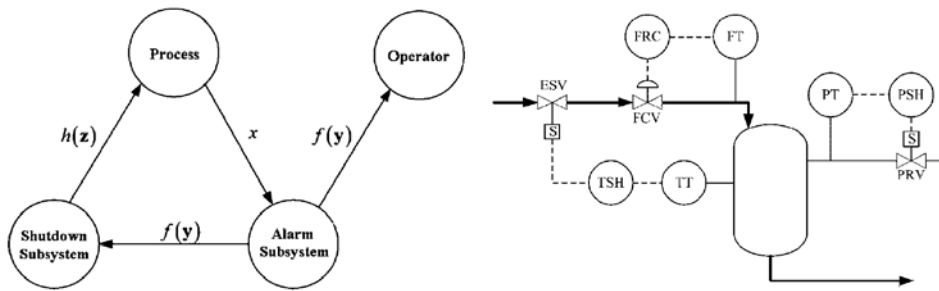 Process
Operator
h(z)
x
f(y)
Shutdown
Subsystem
f(y)
Alarm
Subsystem
FRC
FT
ESV
FCV
S
PT
PSH
S
PRV
TSH
TT